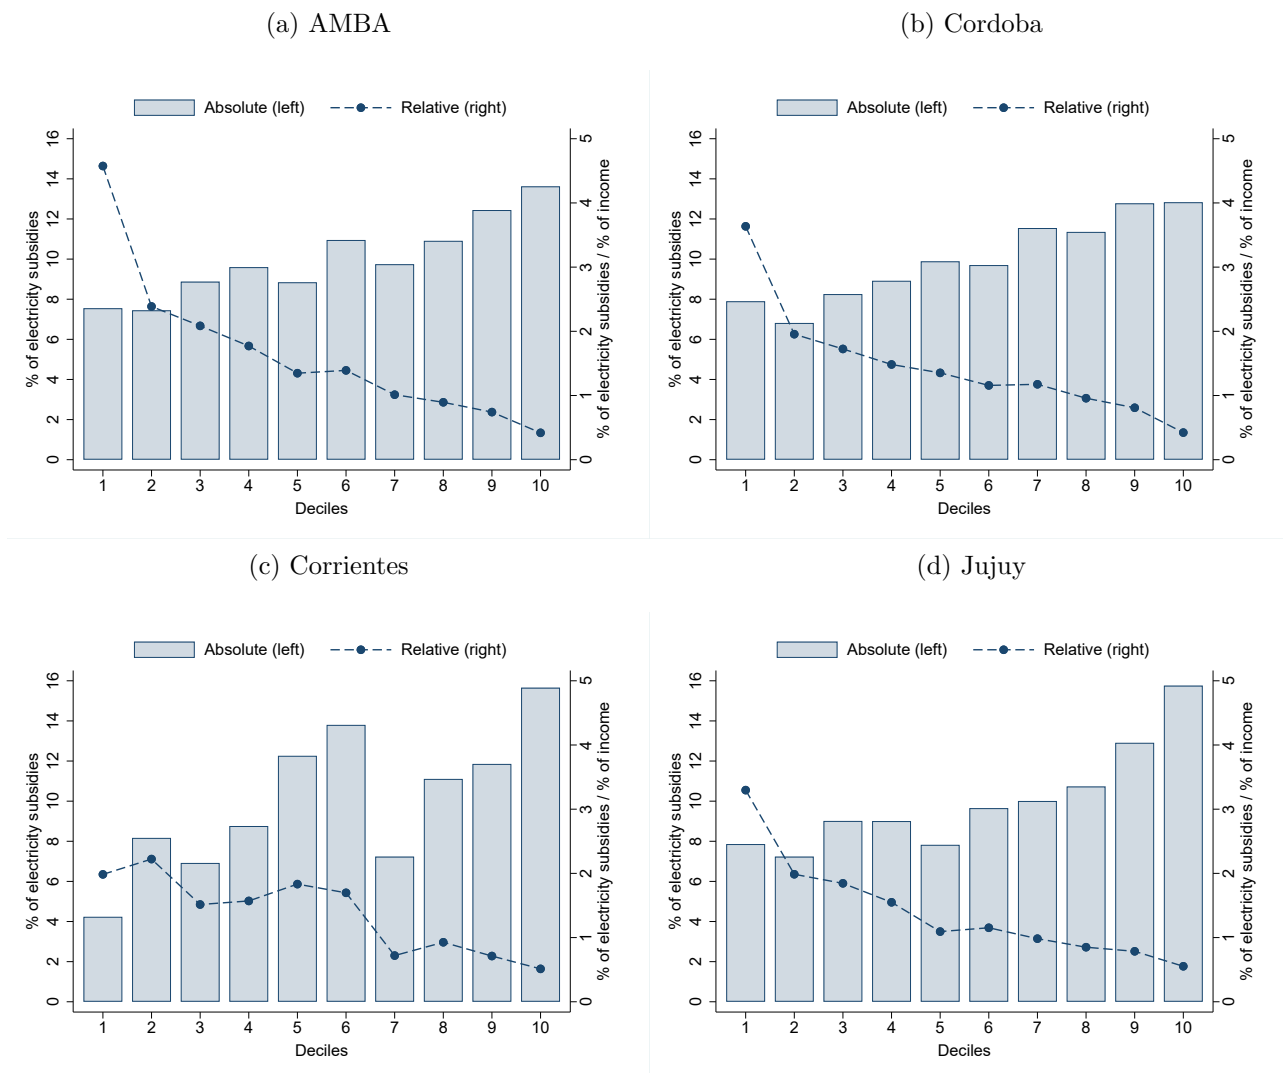 (a) AMBA
Absolute (left) Relative (right)
% of electricity subsidies
0 2 4 6 8 10 12 14 16
% of electricity subsidies / % of income
0 1 2 3 4 5
1 2 3 4 5 6 7 8 9 10
Deciles
(b) Cordoba
Absolute (left) Relative (right)
% of electricity subsidies
0 2 4 6 8 10 12 14 16
% of electricity subsidies / % of income
0 1 2 3 4 5
1 2 3 4 5 6 7 8 9 10
Deciles
(c) Corrientes
Absolute (left) Relative (right)
% of electricity subsidies
0 2 4 6 8 10 12 14 16
% of electricity subsidies / % of income
0 1 2 3 4 5
1 2 3 4 5 6 7 8 9 10
Deciles
(d) Jujuy
Absolute (left) Relative (right)
% of electricity subsidies
0 2 4 6 8 10 12 14 16
% of electricity subsidies / % of income
0 1 2 3 4 5
1 2 3 4 5 6 7 8 9 10
Deciles